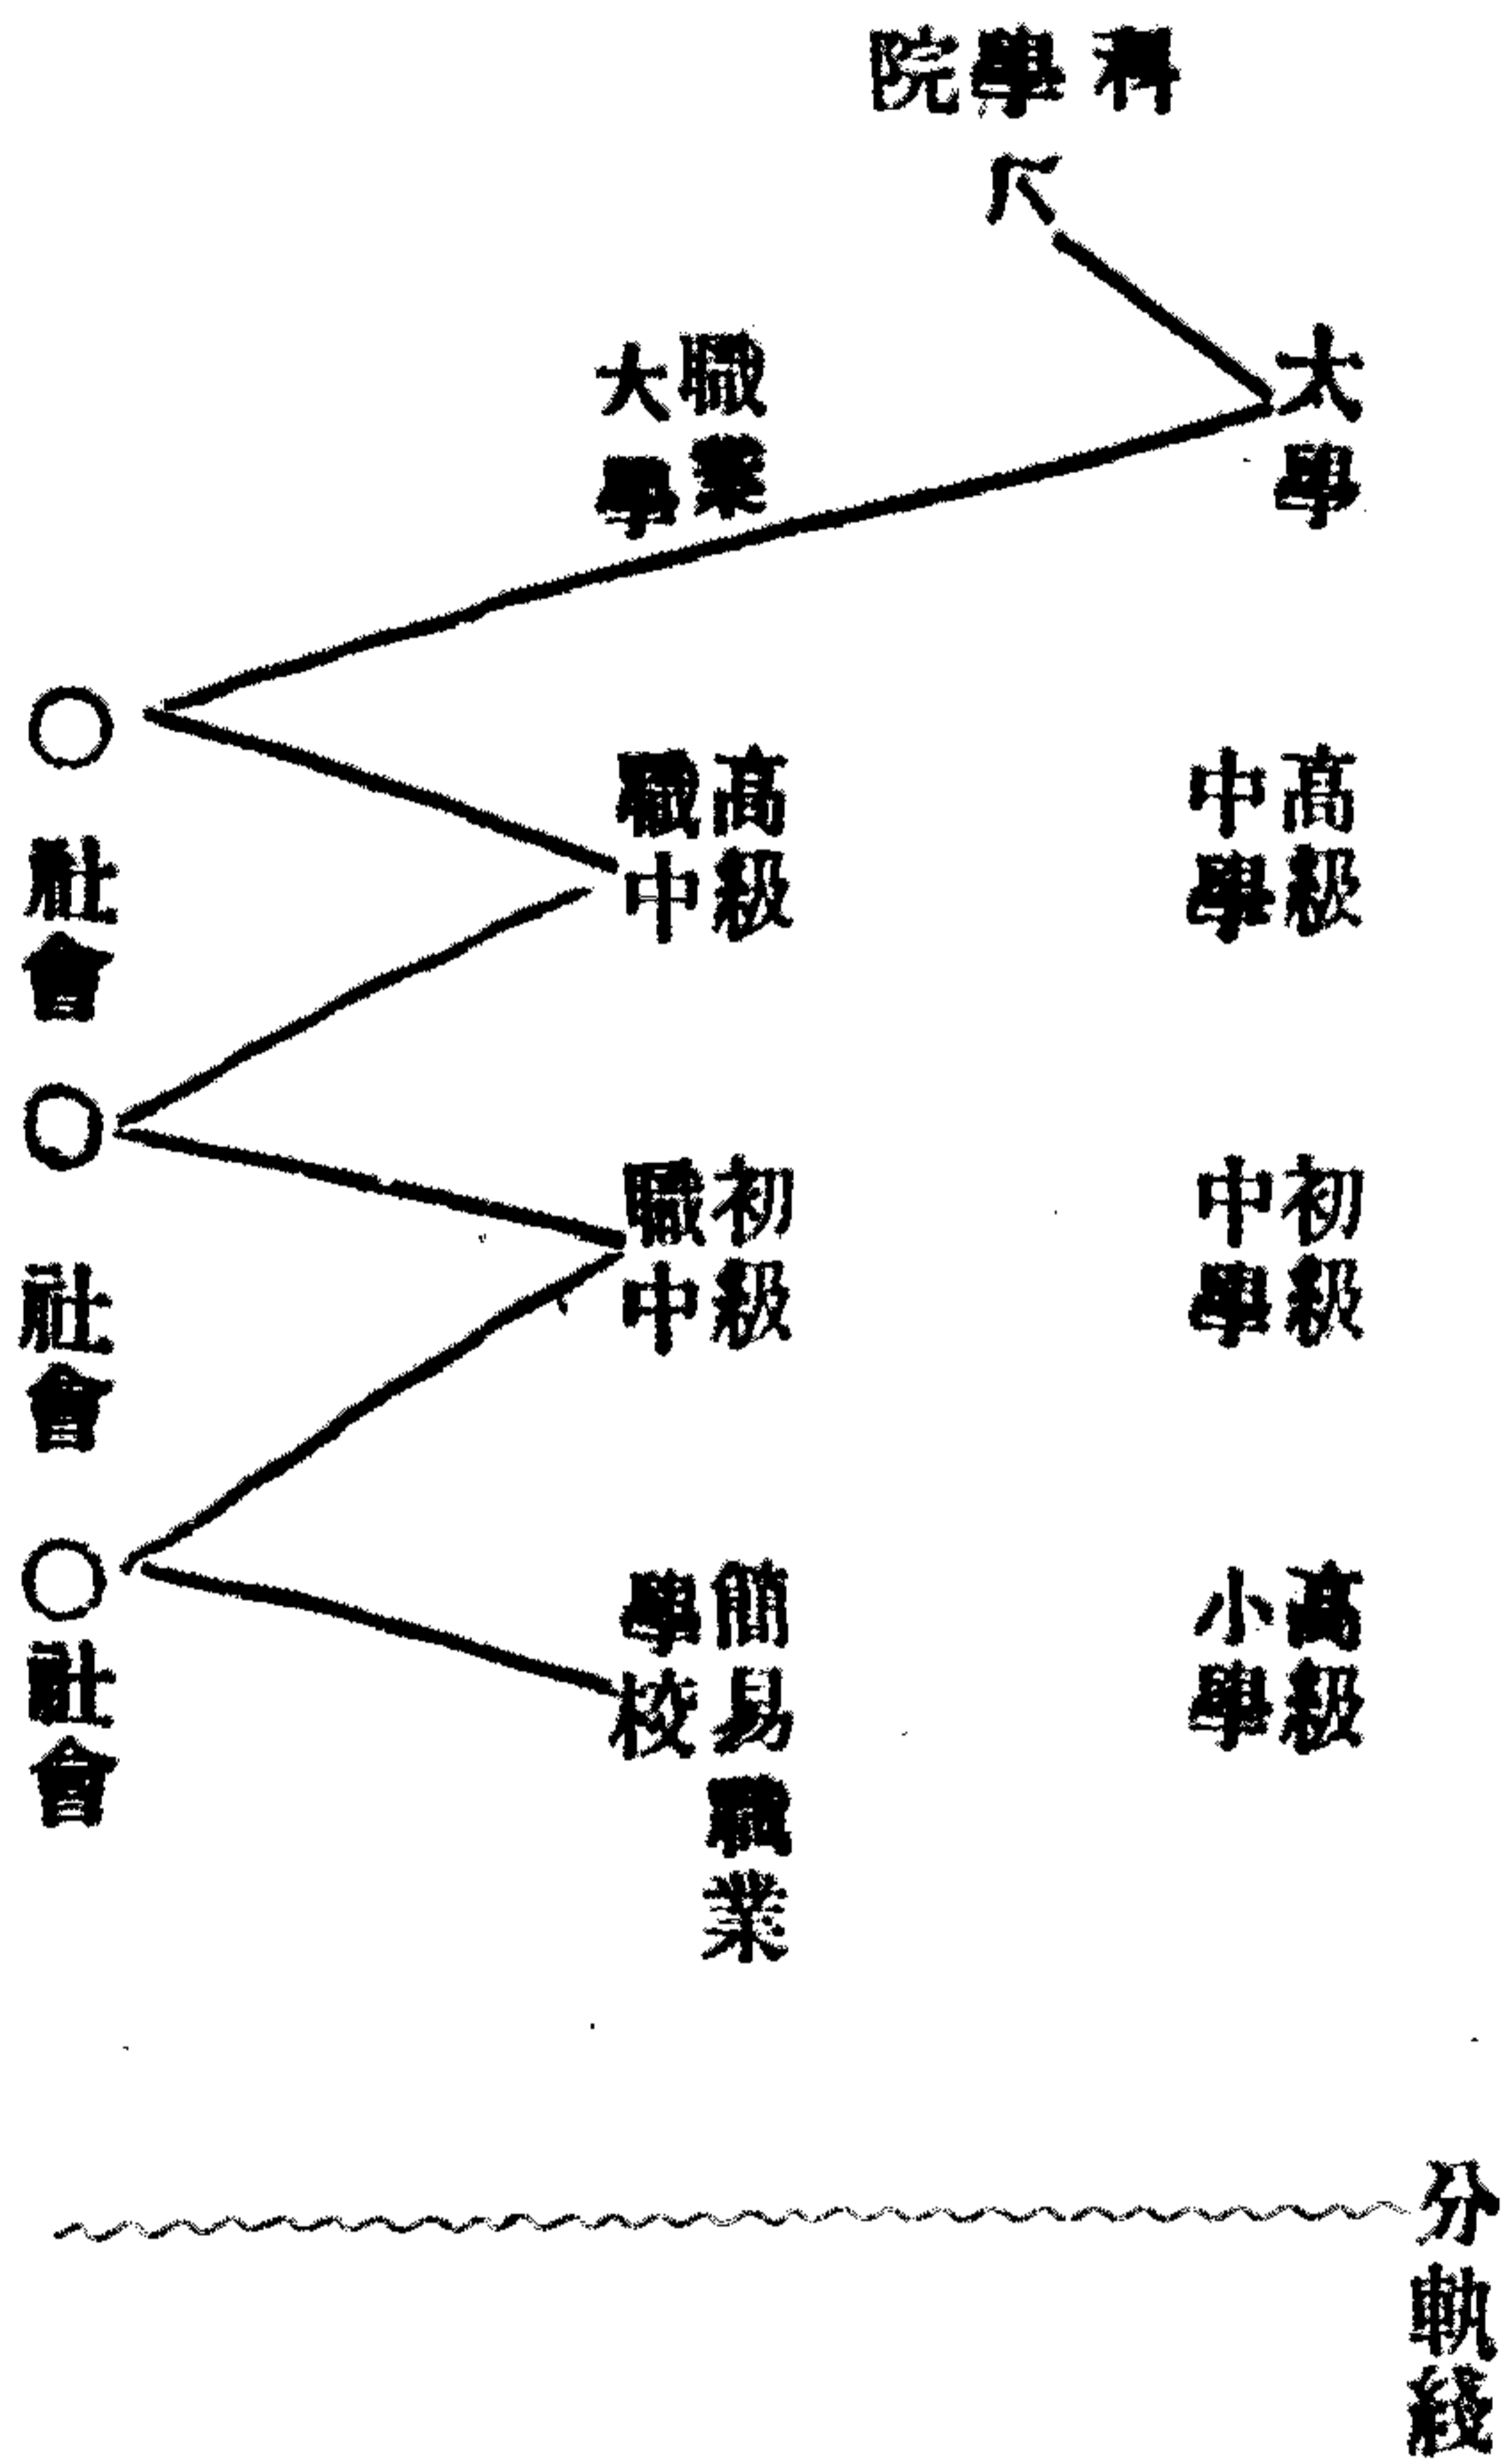 科學院
太學
職業
大學
高級
中學
高級
職中
○社會
初級
中學
初級
職中
○社會
高級
小學
簡易職業
學校
○社會
分軌綫